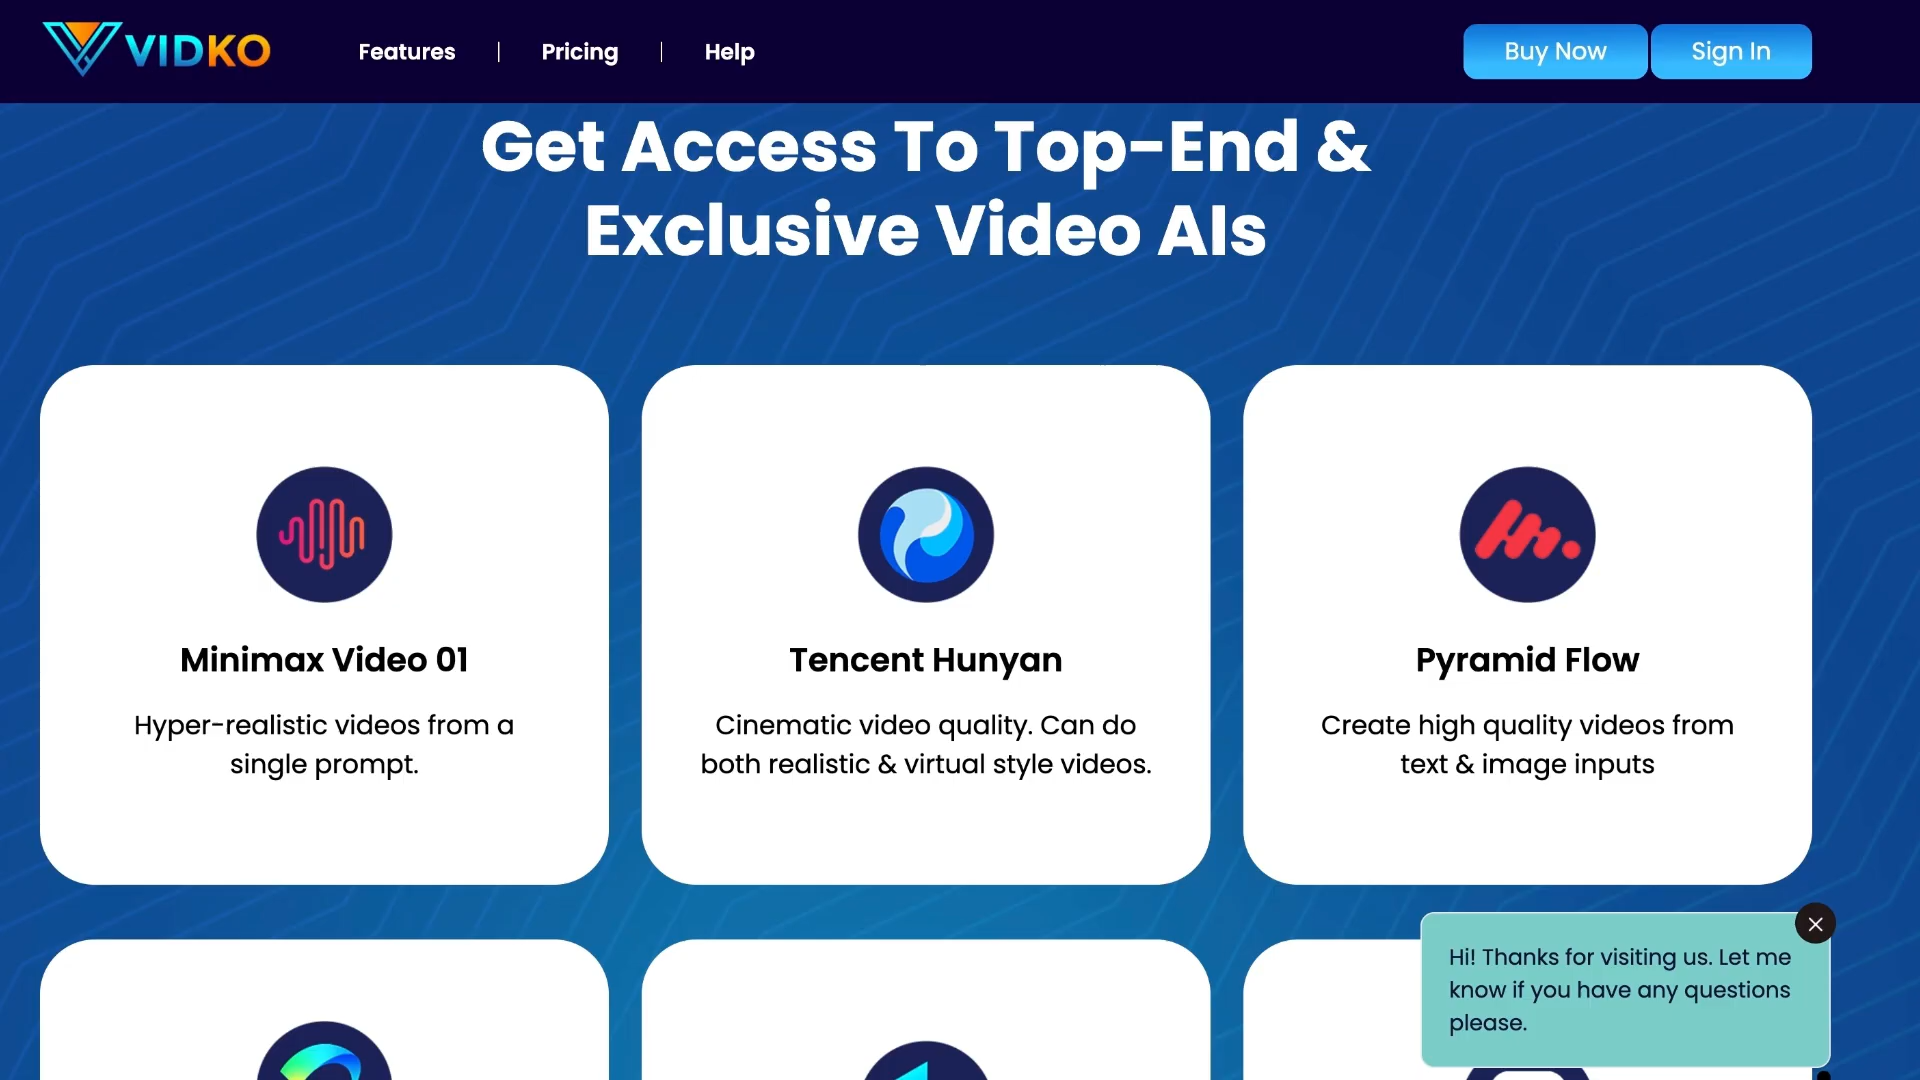 VIDKO
Features | Pricing | Help
Buy Now
Sign In
Get Access To Top-End &
Exclusive Video AIs
Minimax Video 01
Hyper-realistic videos from a
single prompt.
Tencent Hunyan
Cinematic video quality. Can do
both realistic & virtual style videos.
Pyramid Flow
Create high quality videos from
text & image inputs
Hi! Thanks for visiting us. Let me
know if you have any questions
please.